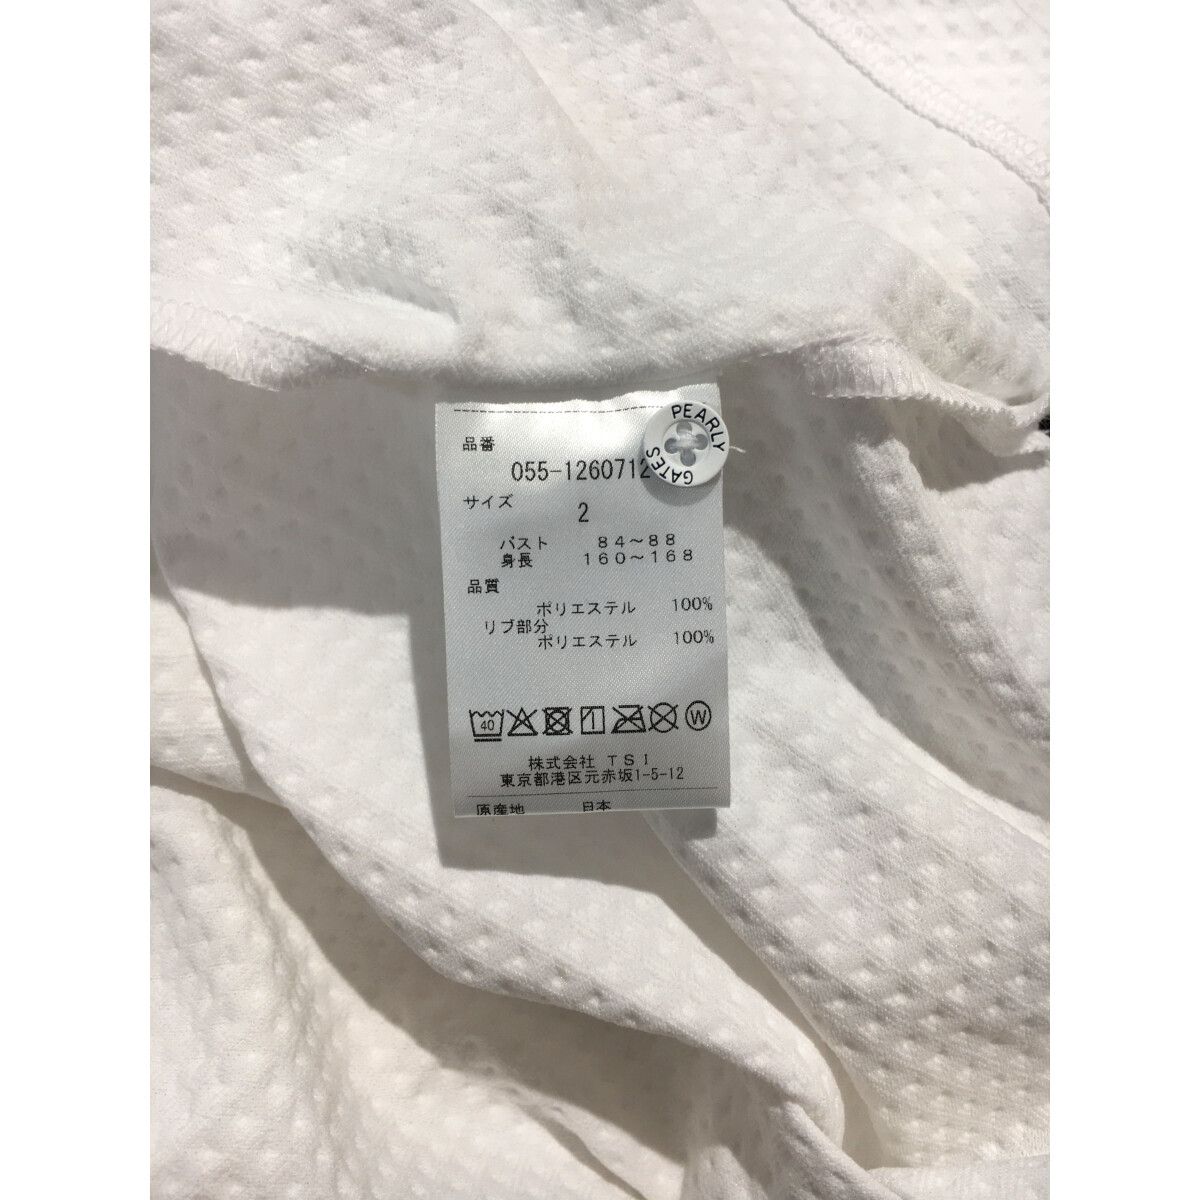 品番
055-1260712
PEARLY GATES
サイズ
2
バスト 84～88
身長 160～168
品質
ポリエステル 100%
リブ部分
ポリエステル 100%
40
W
株式会社 TSI
東京都港区元赤坂1-5-12
原産地 日本